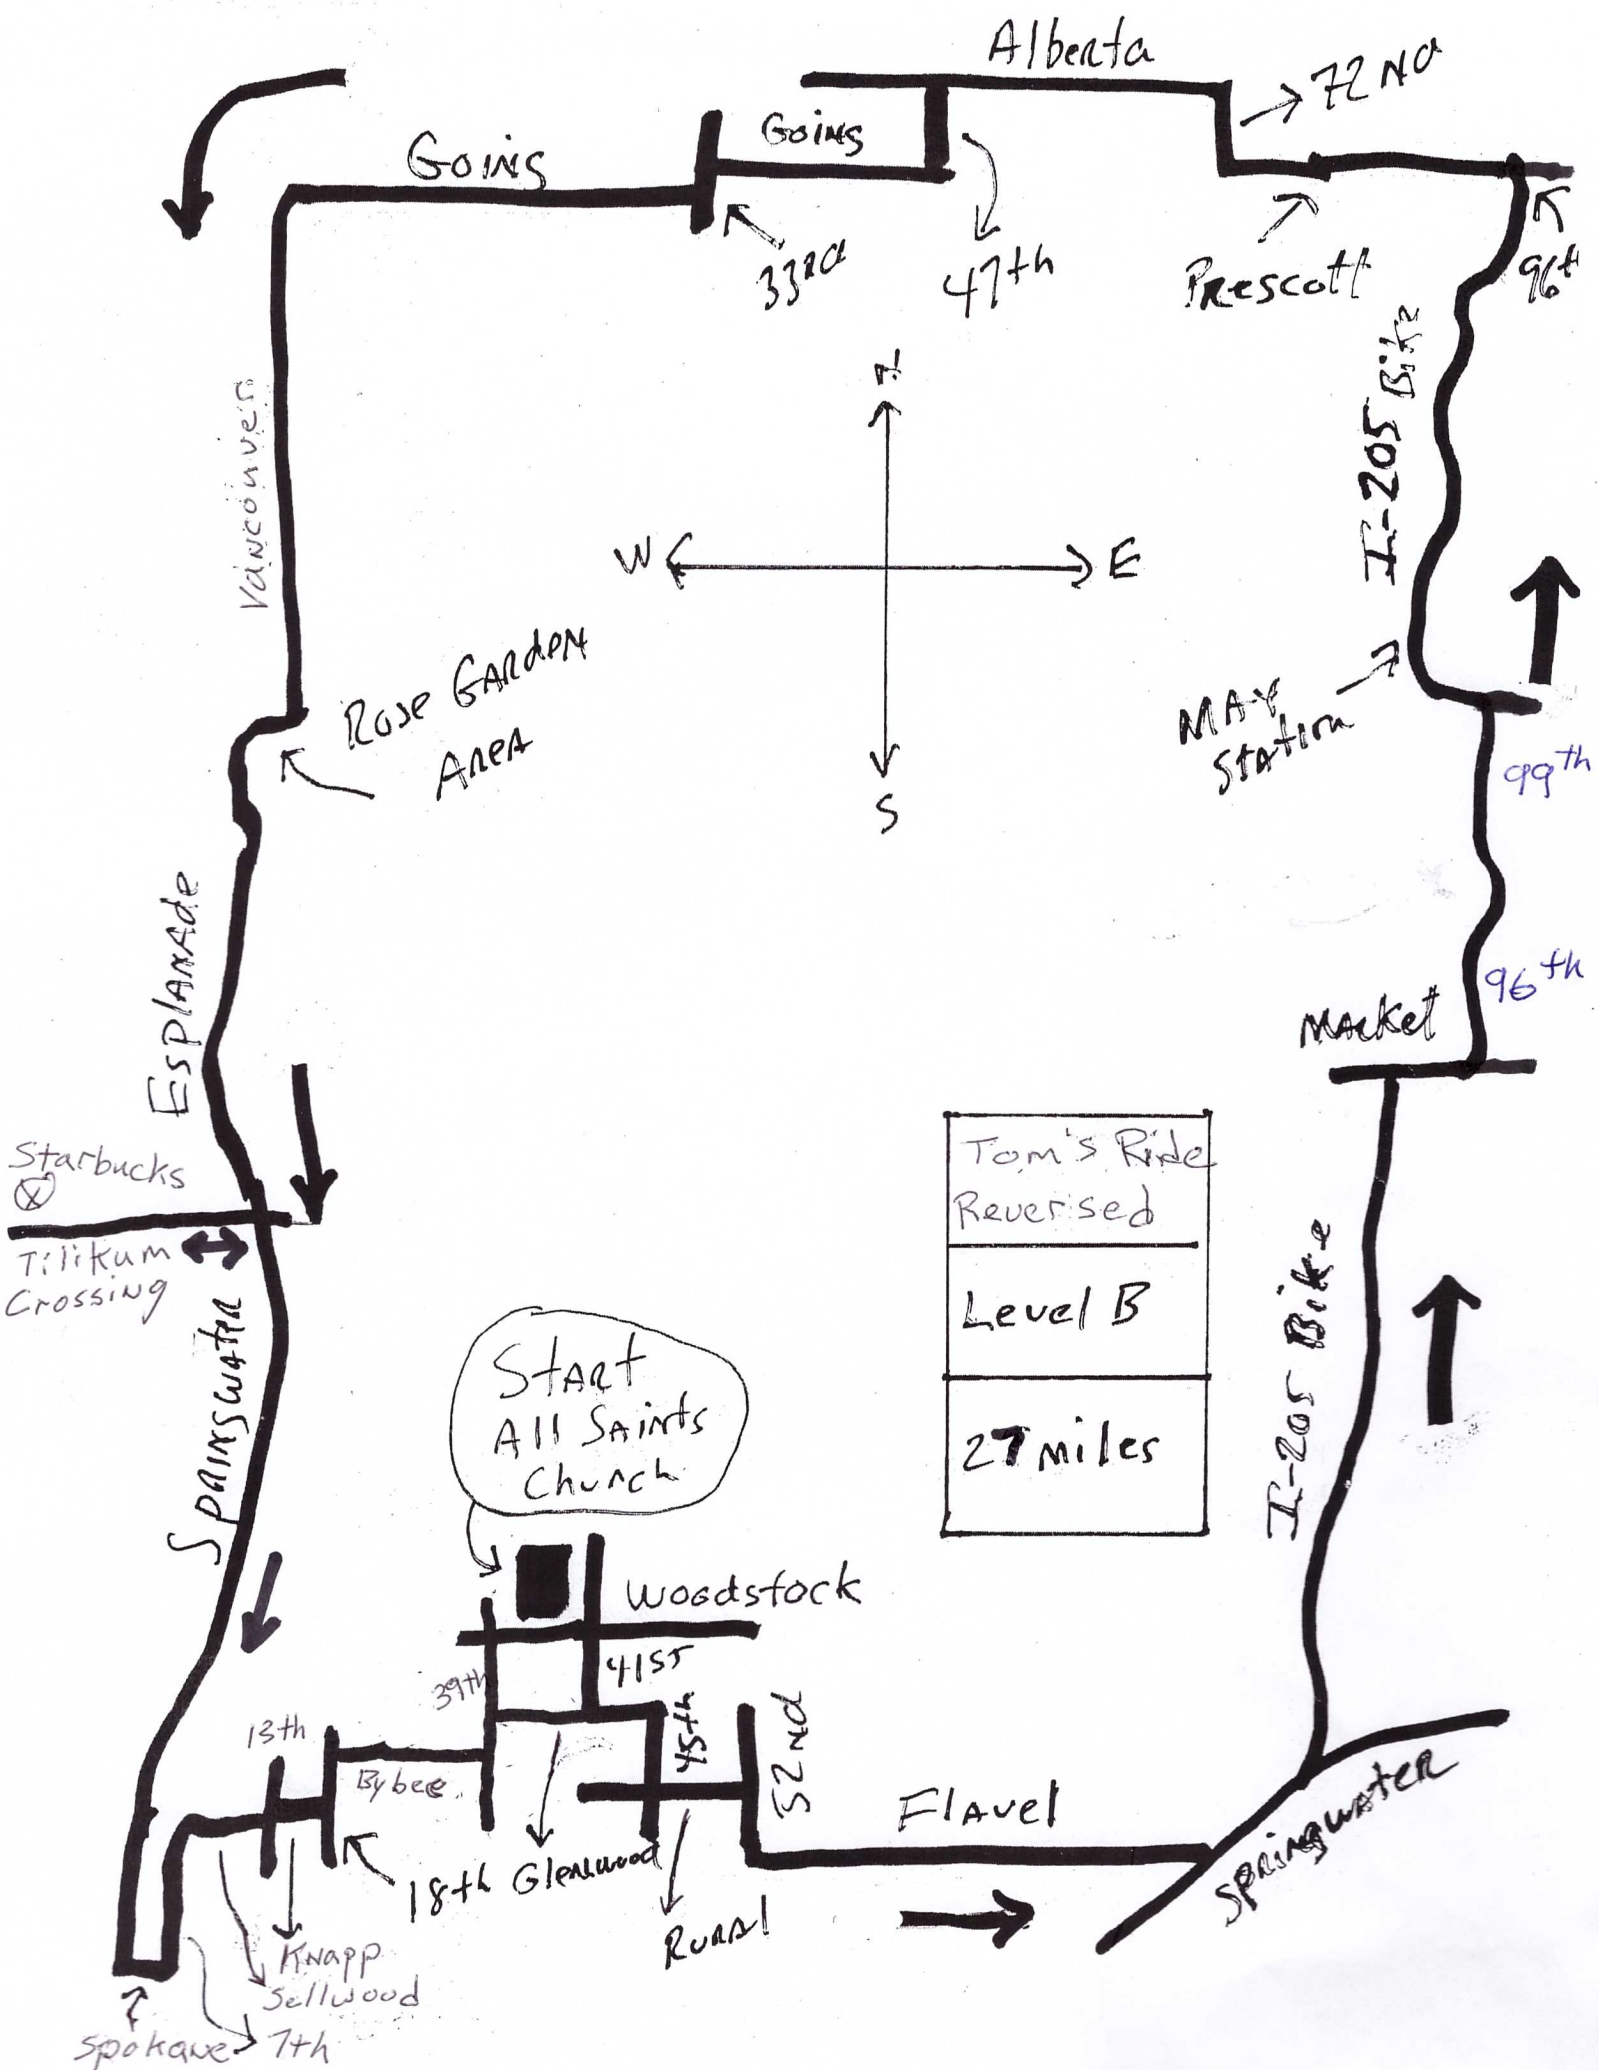 Alberta
72nd
Going
Going
33rd
47th
Prescott
96th
I-205 Bike
N
W
E
S
Vancouver
Rose Garden
Area
Max
Station
99th
96th
Market
Esplanade
Starbucks
X
Tilikum
Crossing
Tom's Ride
Reversed
Level B
27 miles
Springwater
Start
All Saints
Church
I-205 Bike
Woodstock
39th
41st
45th
52nd
13th
Bybee
Flavel
18th
Glenwood
Rural
Springwater
Knapp
Sellwood
Spokane
7th